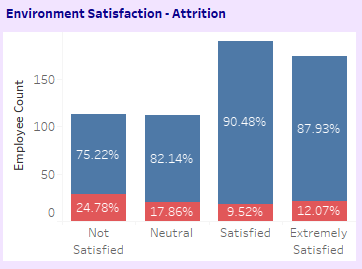 Environment Satisfaction - Attrition
Employee Count
150
100
50
0
75.22%
82.14%
90.48%
87.93%
24.78%
17.86%
9.52%
12.07%
Not
Satisfied
Neutral
Satisfied
Extremely
Satisfied